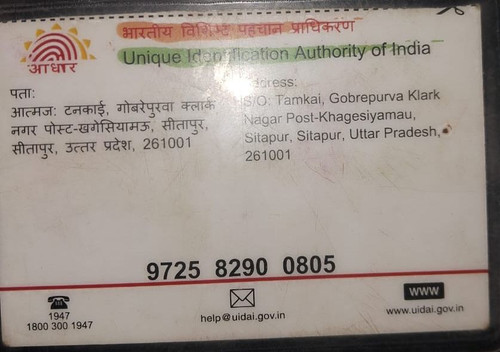 भारतीय विशिष्ट पहचान प्राधिकरण
Unique Identification Authority of India
आधार
पता:
आत्मज: टनकाई, गोबरेपुरवा क्लार्क
नगर पोस्ट-खगेसियामऊ, सीतापुर,
सीतापुर, उत्तर प्रदेश, 261001
Address:
S/O: Tamkai, Gobrepurva Klark
Nagar Post-Khagesiyamau,
Sitapur, Sitapur, Uttar Pradesh,
261001
9725 8290 0805
1947
1800 300 1947
help@uidai.gov.in
WWW
www.uidai.gov.in